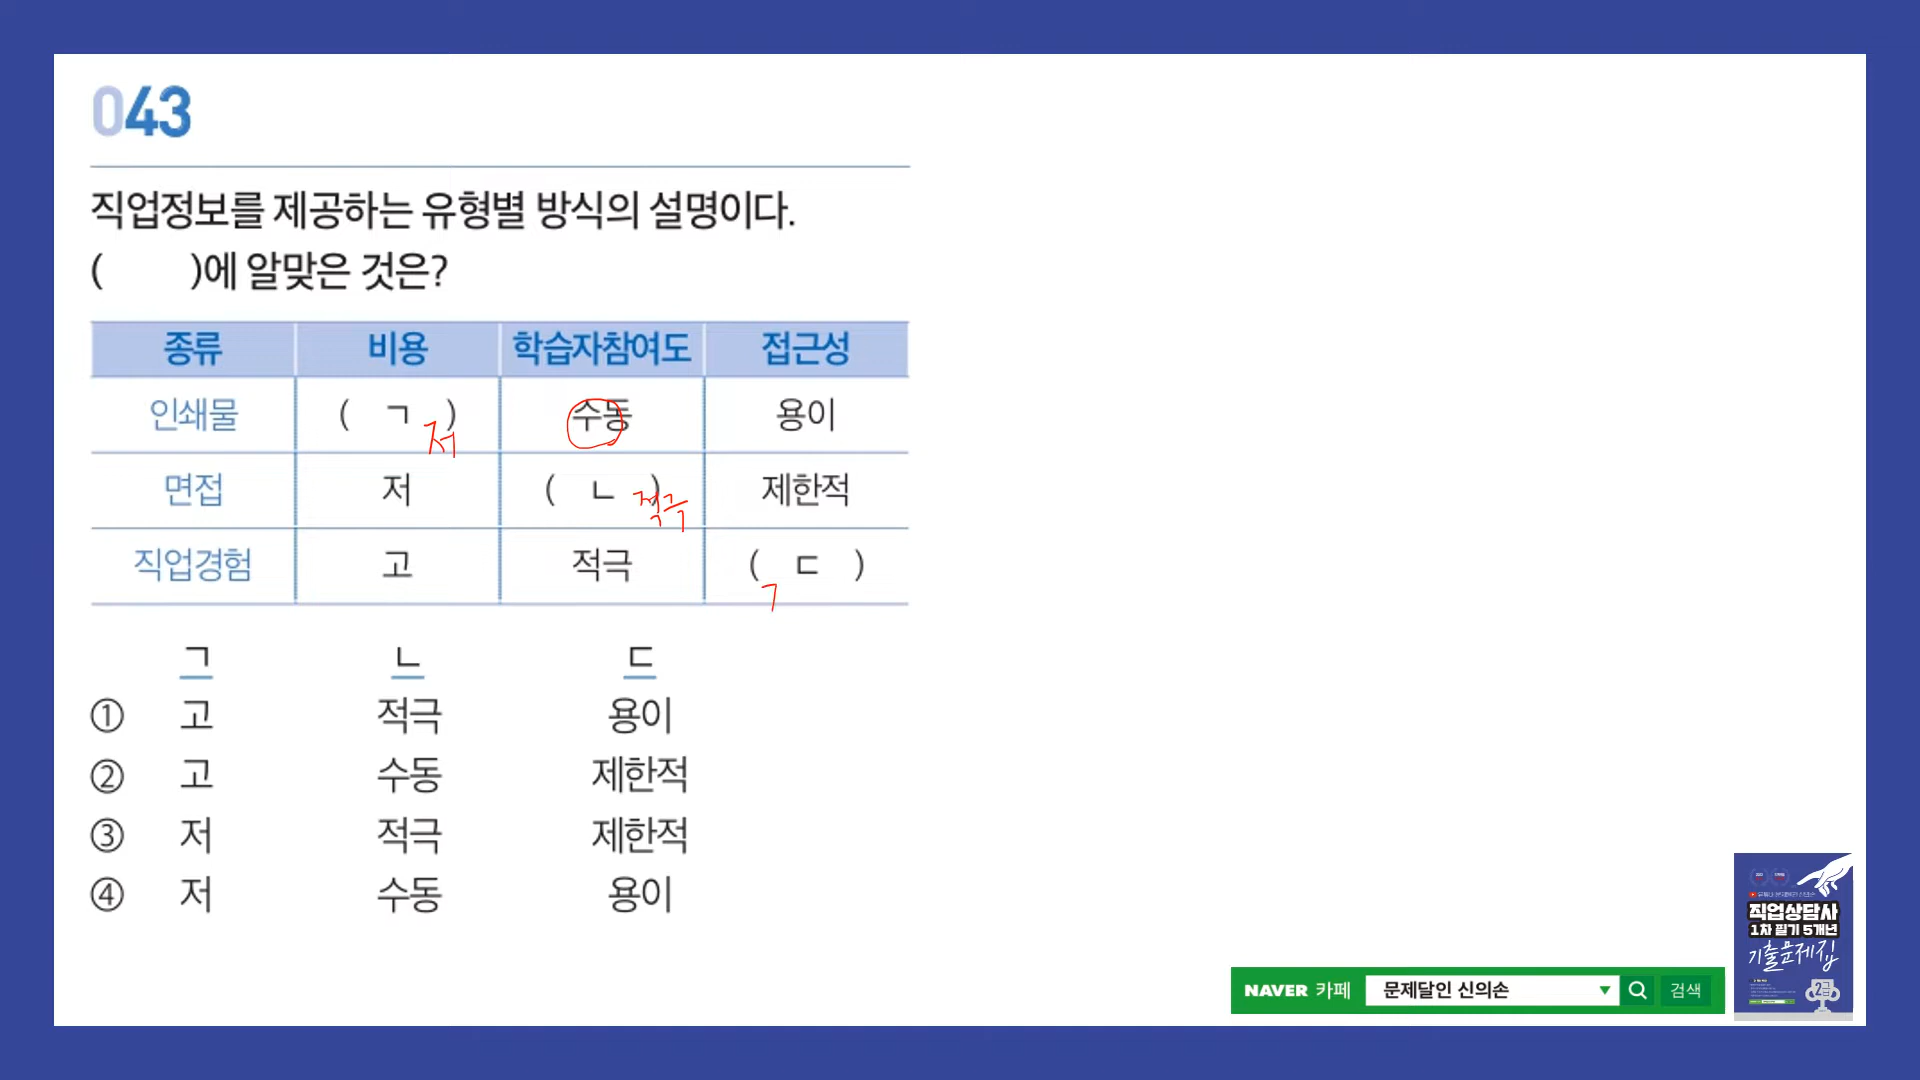 043
직업정보를 제공하는 유형별 방식의 설명이다.
( )에 알맞은 것은?
종류 비용 학습자참여도 접근성
인쇄물 ( ㄱ ) 저 수동 용이
면접 저 ( ㄴ ) 적극 제한적
직업경험 고 적극 ( ㄷ ) ㄱ
ㄱ ㄴ ㄷ
① 고 적극 용이
② 고 수동 제한적
③ 저 적극 제한적
④ 저 수동 용이
NAVER 카페 문제달인 신의손 검색
직업상담사
1차 필기 5개년
기출문제집
2급